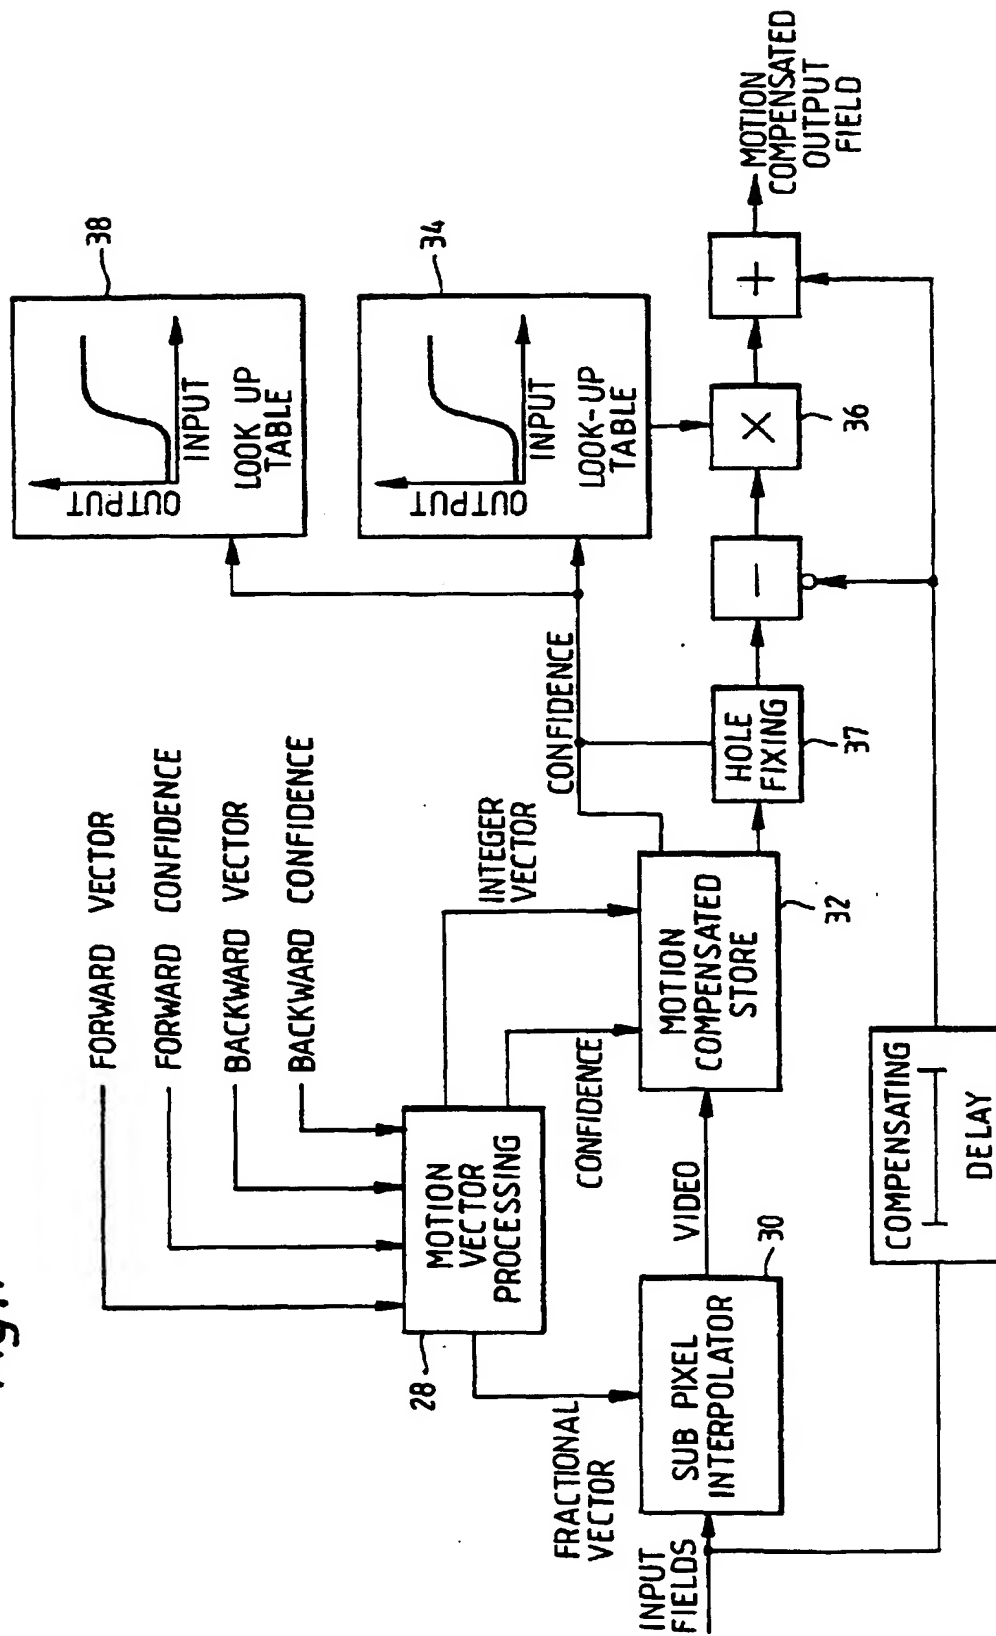 FORWARD VECTOR
FORWARD CONFIDENCE
BACKWARD VECTOR
BACKWARD CONFIDENCE
28
MOTION
VECTOR
PROCESSING
FRACTIONAL
VECTOR
CONFIDENCE
INTEGER
VECTOR
INPUT
FIELDS
SUB PIXEL
INTERPOLATOR
30
VIDEO
MOTION
COMPENSATED
STORE
32
CONFIDENCE
HOLE
FIXING
37
OUTPUT
INPUT
LOOK UP
TABLE
38
OUTPUT
INPUT
LOOK-UP
TABLE
34
−
×
36
+
MOTION
COMPENSATED
OUTPUT
FIELD
COMPENSATING
DELAY